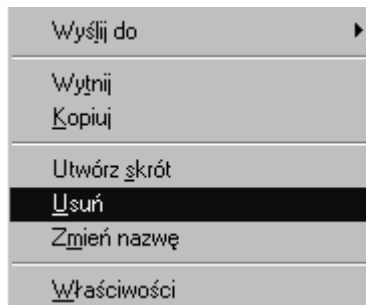 Wyślij do
Wytnij
Kopiuj
Utwórz skrót
Usuń
Zmień nazwę
Właściwości